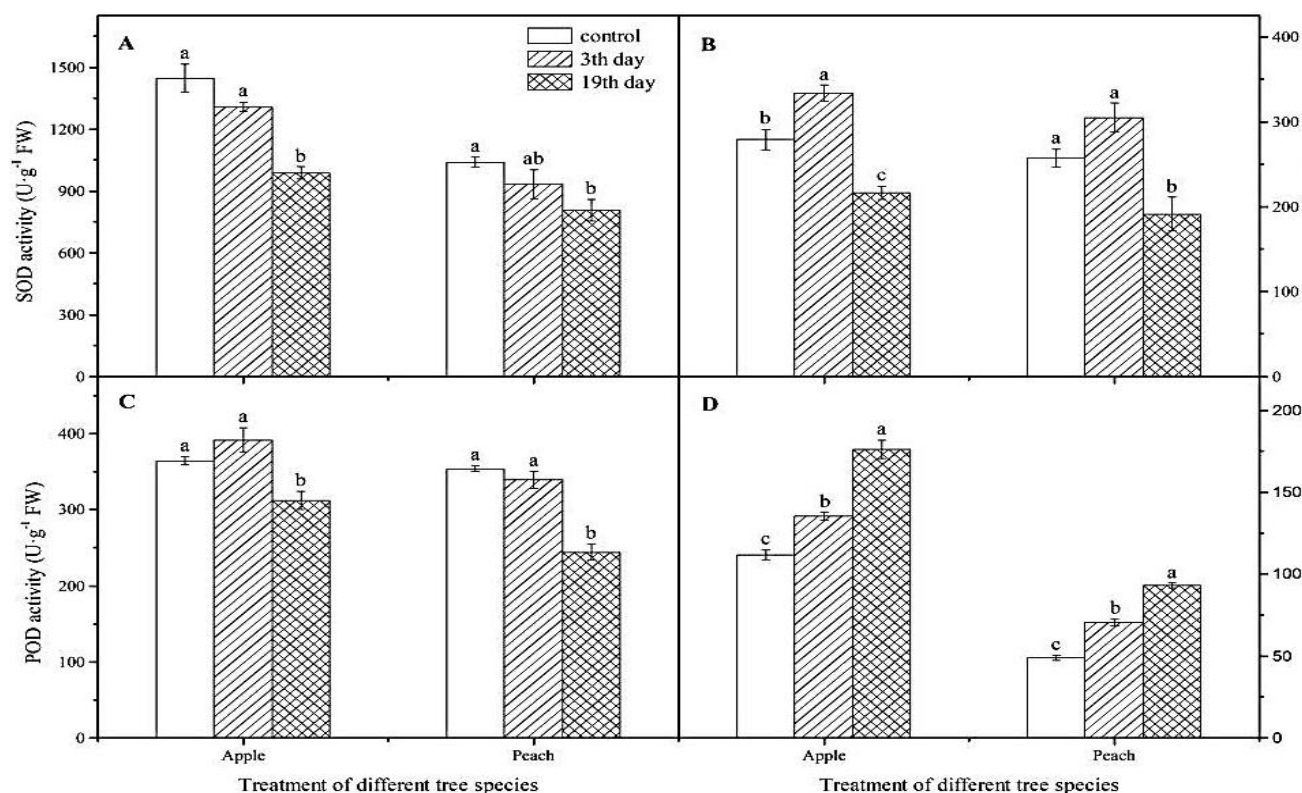 A
control
3th day
19th day
B
SOD activity (U·g⁻¹ FW)
1500
1200
900
600
300
0
a
a
b
a
ab
b
b
a
c
a
a
b
400
300
200
100
0
C
D
POD activity (U·g⁻¹ FW)
400
300
200
100
0
a
a
b
a
a
b
c
b
a
c
b
a
200
150
100
50
0
Apple
Peach
Apple
Peach
Treatment of different tree species
Treatment of different tree species